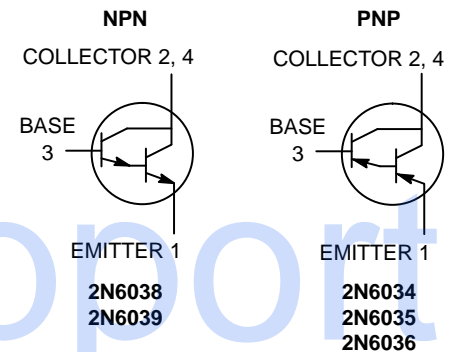 NPN
COLLECTOR 2, 4
BASE
3
EMITTER 1
2N6038
2N6039
PNP
COLLECTOR 2, 4
BASE
3
EMITTER 1
2N6034
2N6035
2N6036
pport